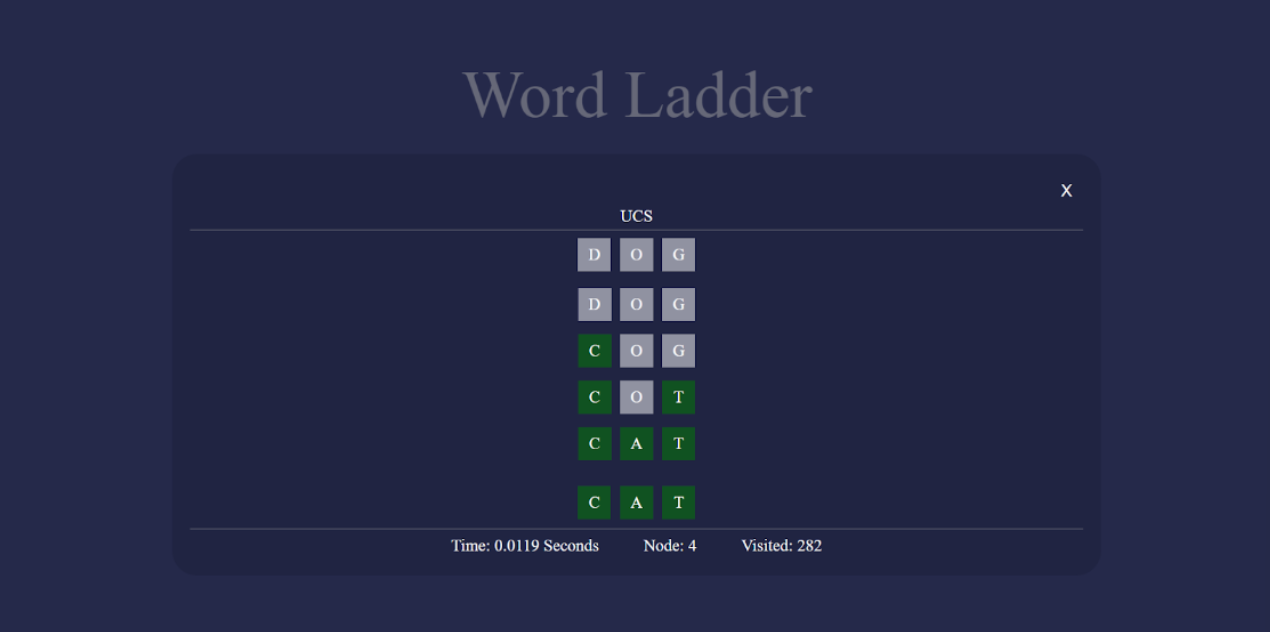 Word Ladder
X
UCS
D O G
D O G
C O G
C O T
C A T
C A T
Time: 0.0119 Seconds Node: 4 Visited: 282